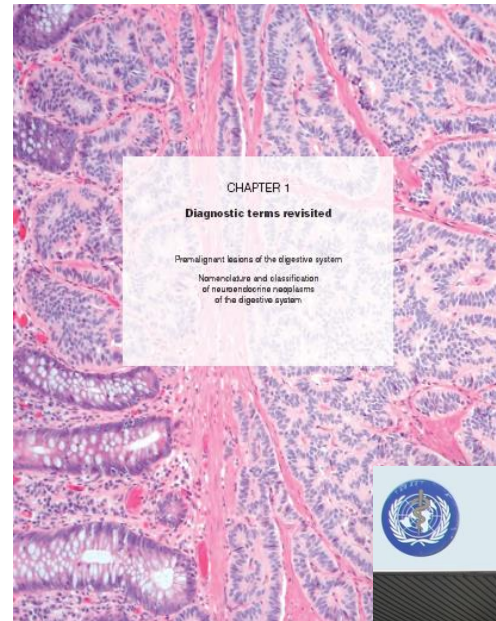 CHAPTER 1
Diagnostic terms revisited
Premalignant lesions of the digestive system
Nomenclature and classification
of neuroendocrine neoplasms
of the digestive system